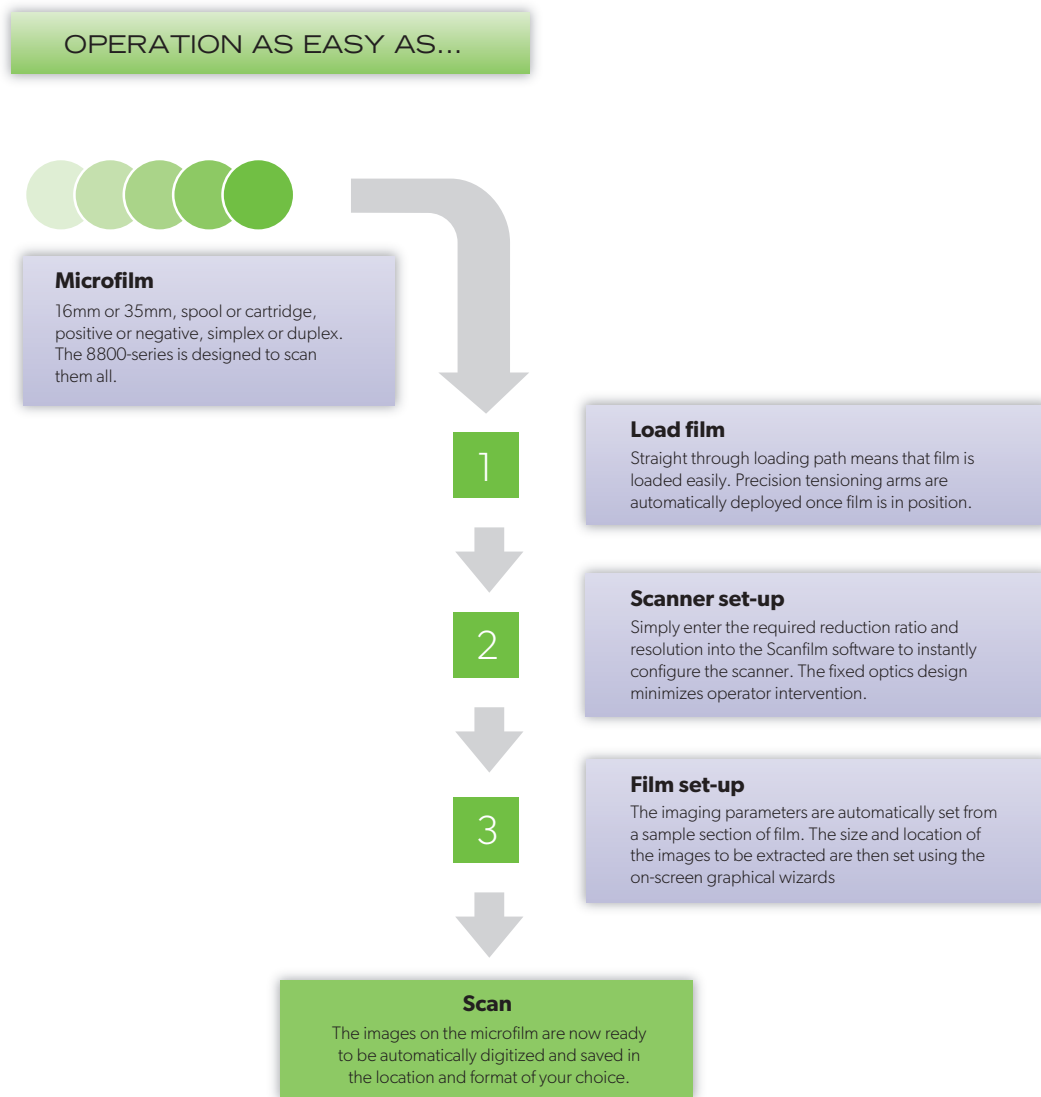 OPERATION AS EASY AS...
Microfilm
16mm or 35mm, spool or cartridge,
positive or negative, simplex or duplex.
The 8800-series is designed to scan
them all.
1
Load film
Straight through loading path means that film is
loaded easily. Precision tensioning arms are
automatically deployed once film is in position.
2
Scanner set-up
Simply enter the required reduction ratio and
resolution into the Scanfilm software to instantly
configure the scanner. The fixed optics design
minimizes operator intervention.
3
Film set-up
The imaging parameters are automatically set from
a sample section of film. The size and location of
the images to be extracted are then set using the
on-screen graphical wizards
Scan
The images on the microfilm are now ready
to be automatically digitized and saved in
the location and format of your choice.